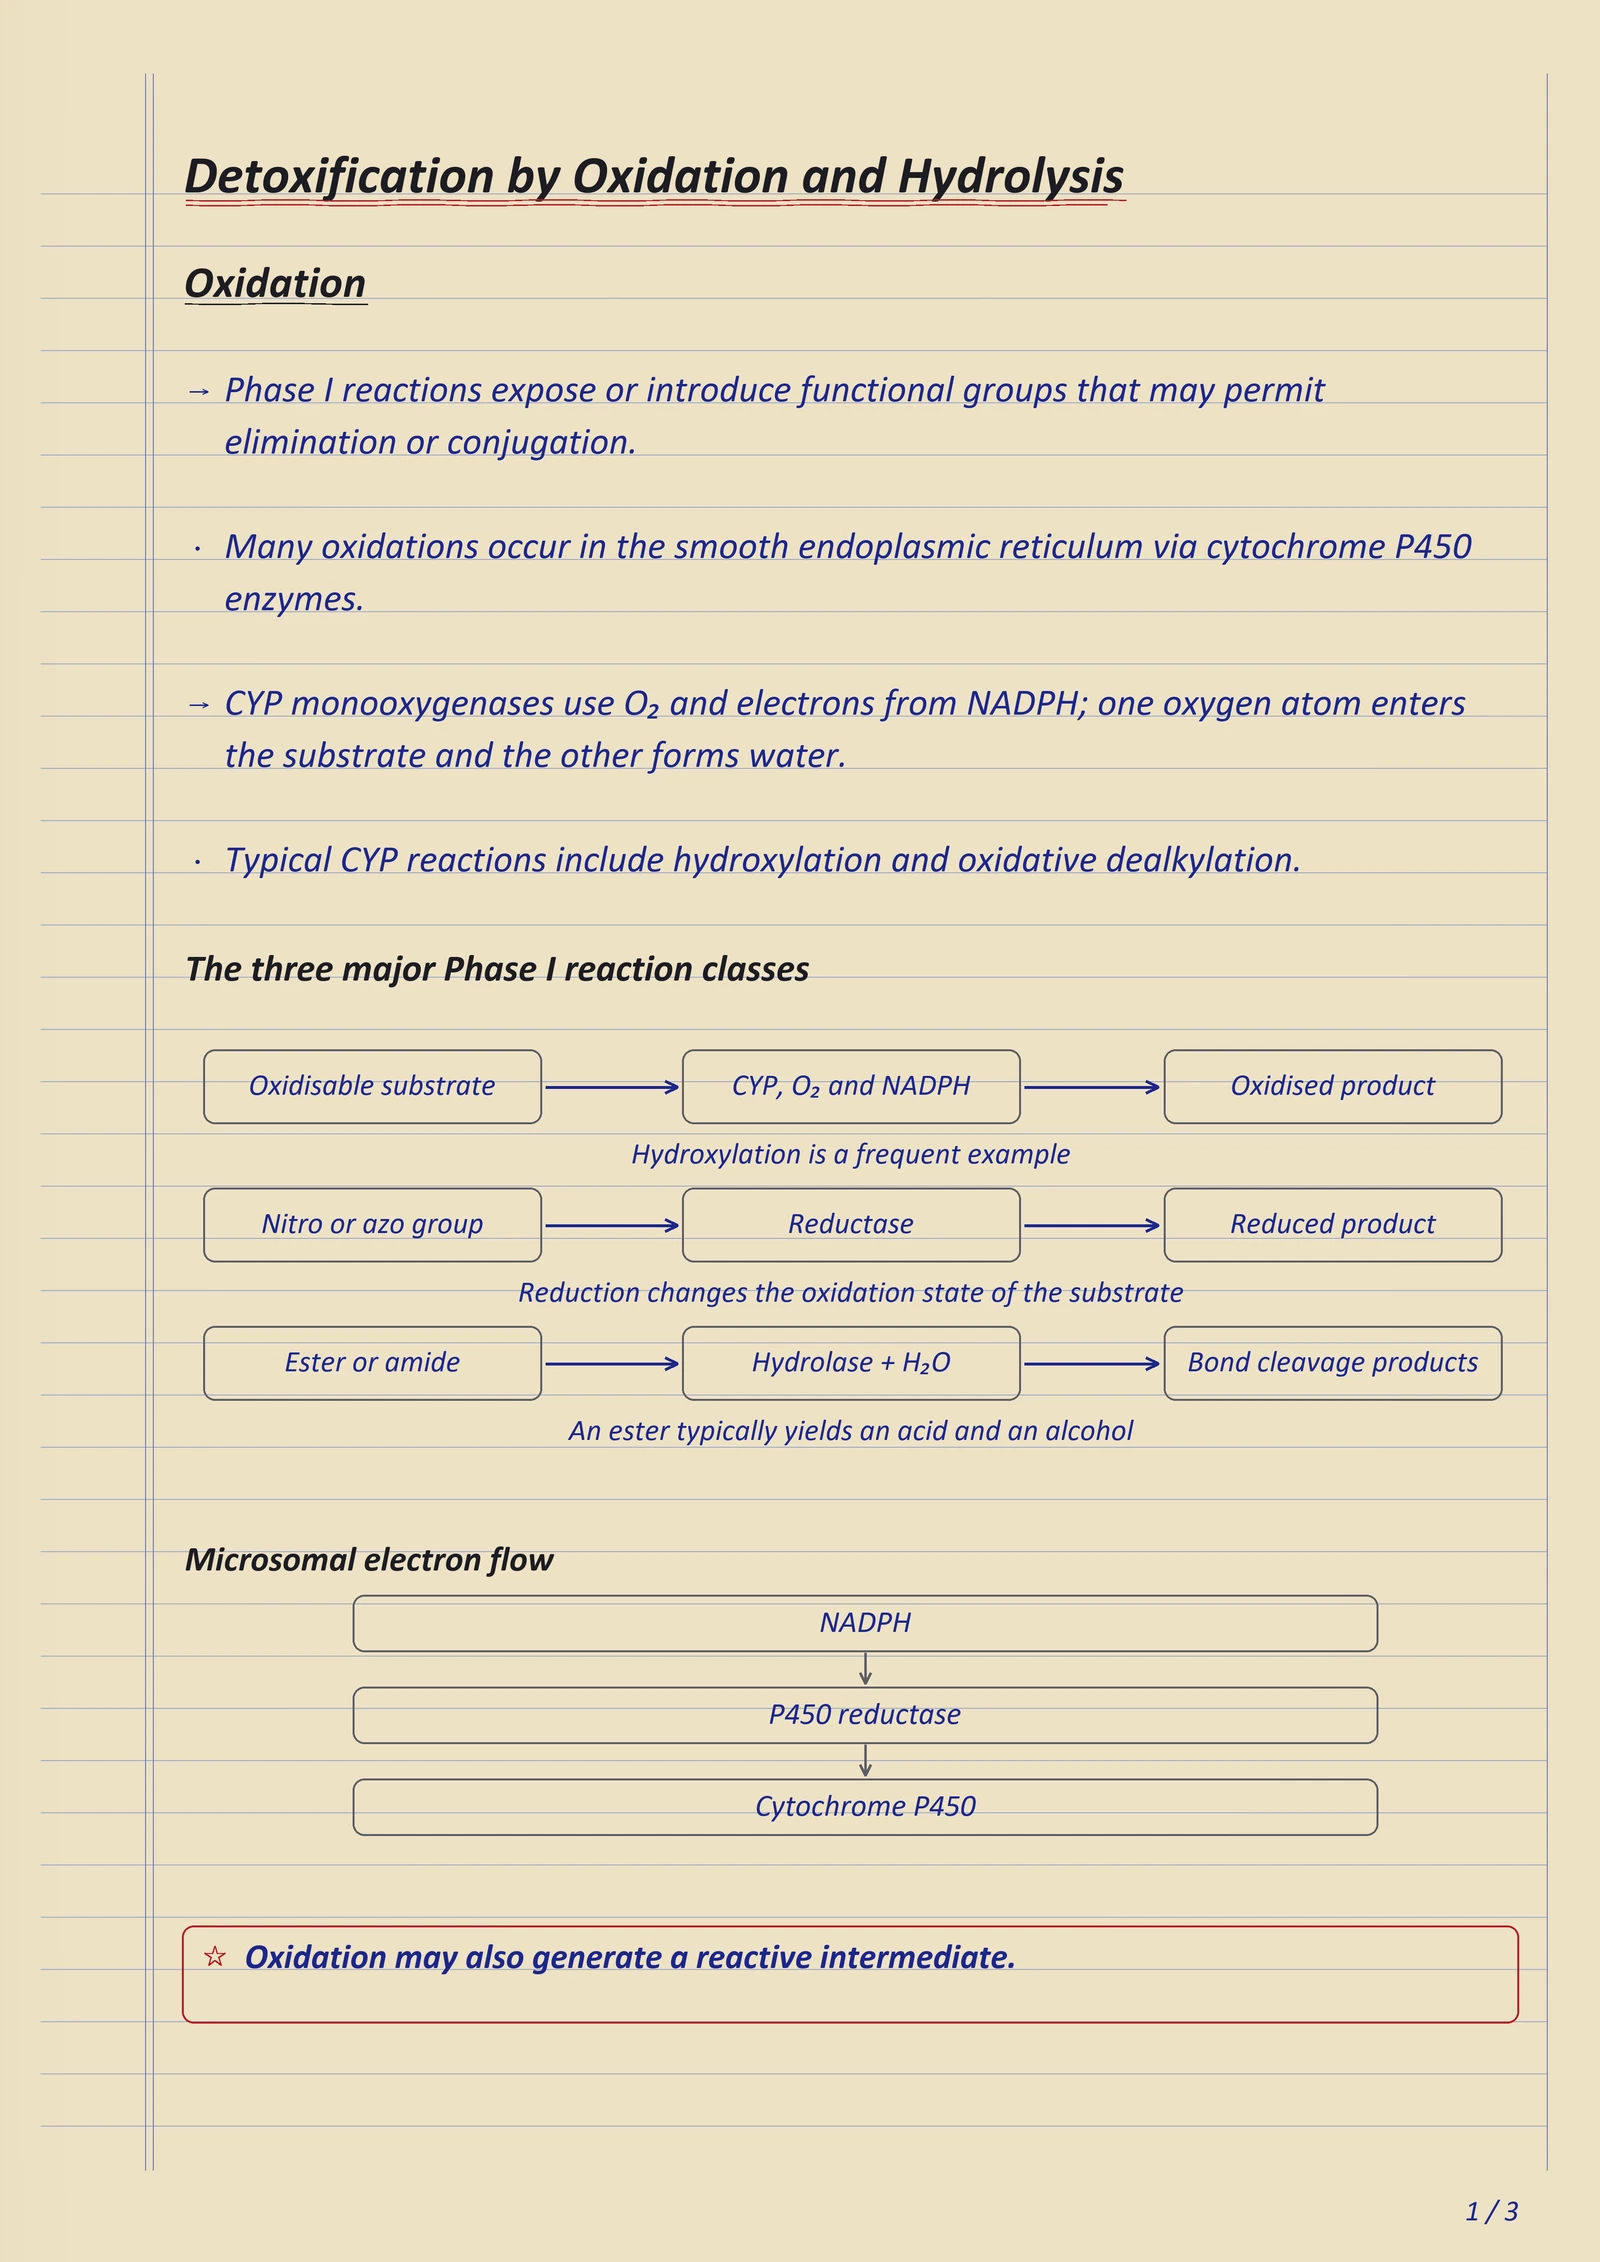 Detoxification by Oxidation and Hydrolysis
Oxidation
→ Phase I reactions expose or introduce functional groups that may permit
elimination or conjugation.
· Many oxidations occur in the smooth endoplasmic reticulum via cytochrome P450
enzymes.
→ CYP monooxygenases use O₂ and electrons from NADPH; one oxygen atom enters
the substrate and the other forms water.
· Typical CYP reactions include hydroxylation and oxidative dealkylation.
The three major Phase I reaction classes
Oxidisable substrate → CYP, O₂ and NADPH → Oxidised product
Hydroxylation is a frequent example
Nitro or azo group → Reductase → Reduced product
Reduction changes the oxidation state of the substrate
Ester or amide → Hydrolase + H₂O → Bond cleavage products
An ester typically yields an acid and an alcohol
Microsomal electron flow
NADPH
↓
P450 reductase
↓
Cytochrome P450
☆ Oxidation may also generate a reactive intermediate.
1 / 3